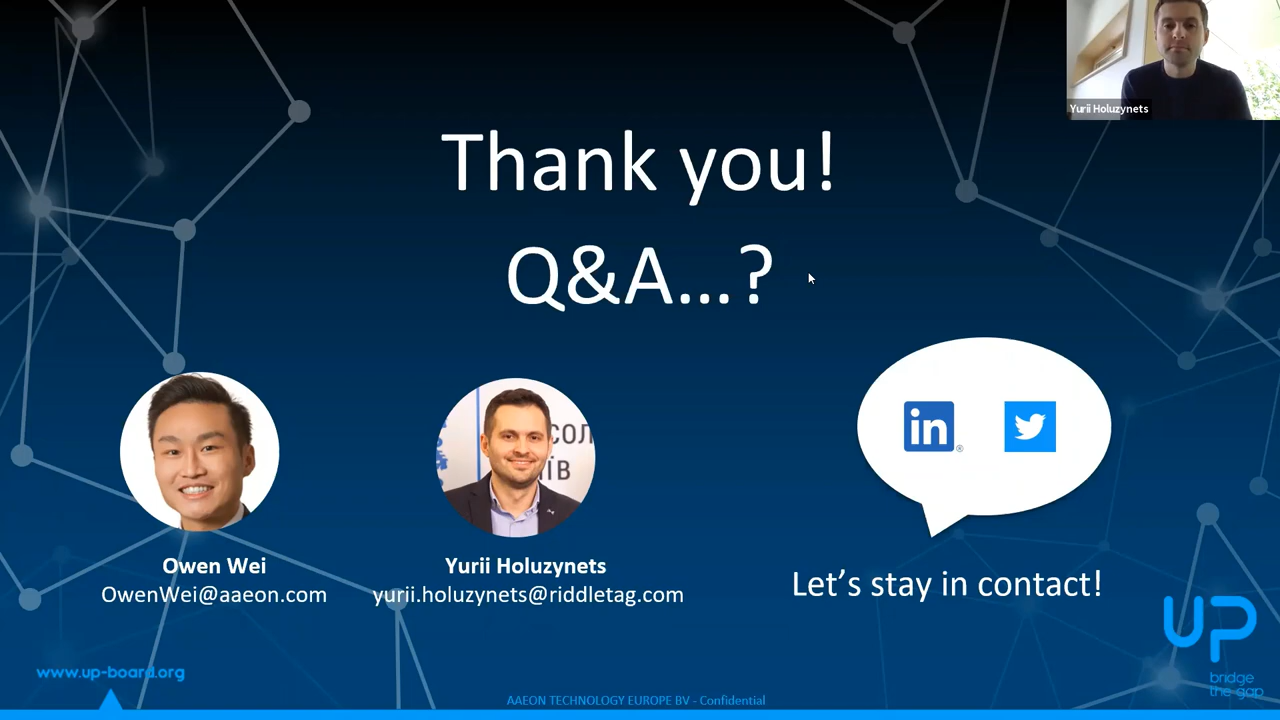 Yurii Holuzynets
Thank you!
Q&A...?
in
®
Owen Wei
OwenWei@aaeon.com
Yurii Holuzynets
yurii.holuzynets@riddletag.com
Let's stay in contact!
UP
bridge
the gap
www.up-board.org
AAEON TECHNOLOGY EUROPE BV - Confidential